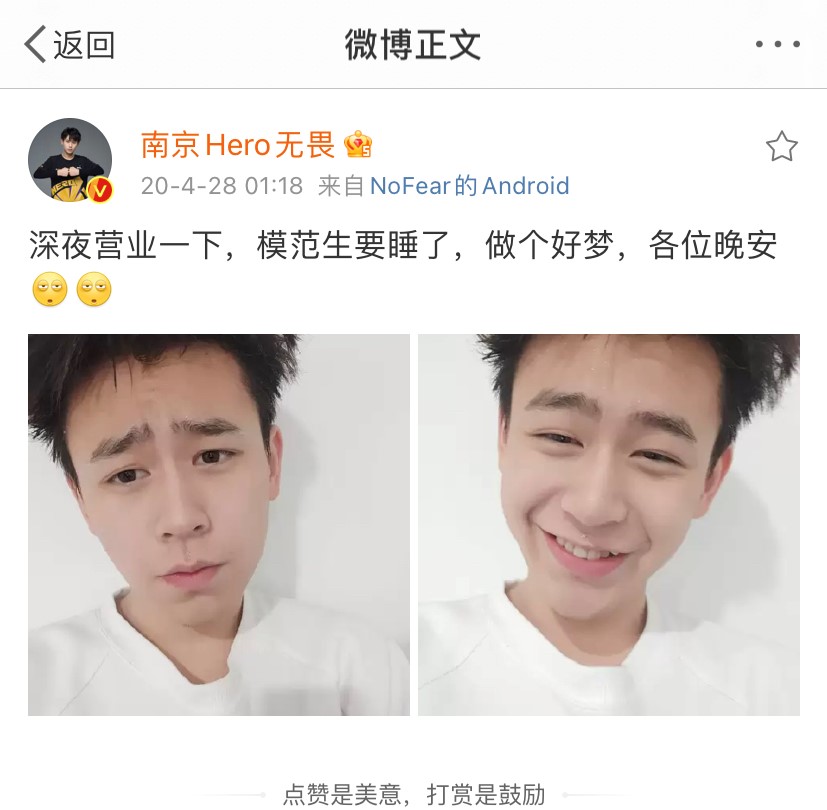 返回
微博正文
南京Hero无畏
20-4-28 01:18 来自 NoFear的Android
深夜营业一下，模范生要睡了，做个好梦，各位晚安
点赞是美意，打赏是鼓励